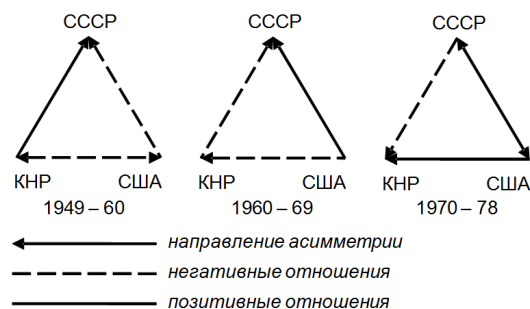 СССР СССР СССР
КНР США КНР США КНР США
1949 – 60 1960 – 69 1970 – 78
направление асимметрии
негативные отношения
позитивные отношения